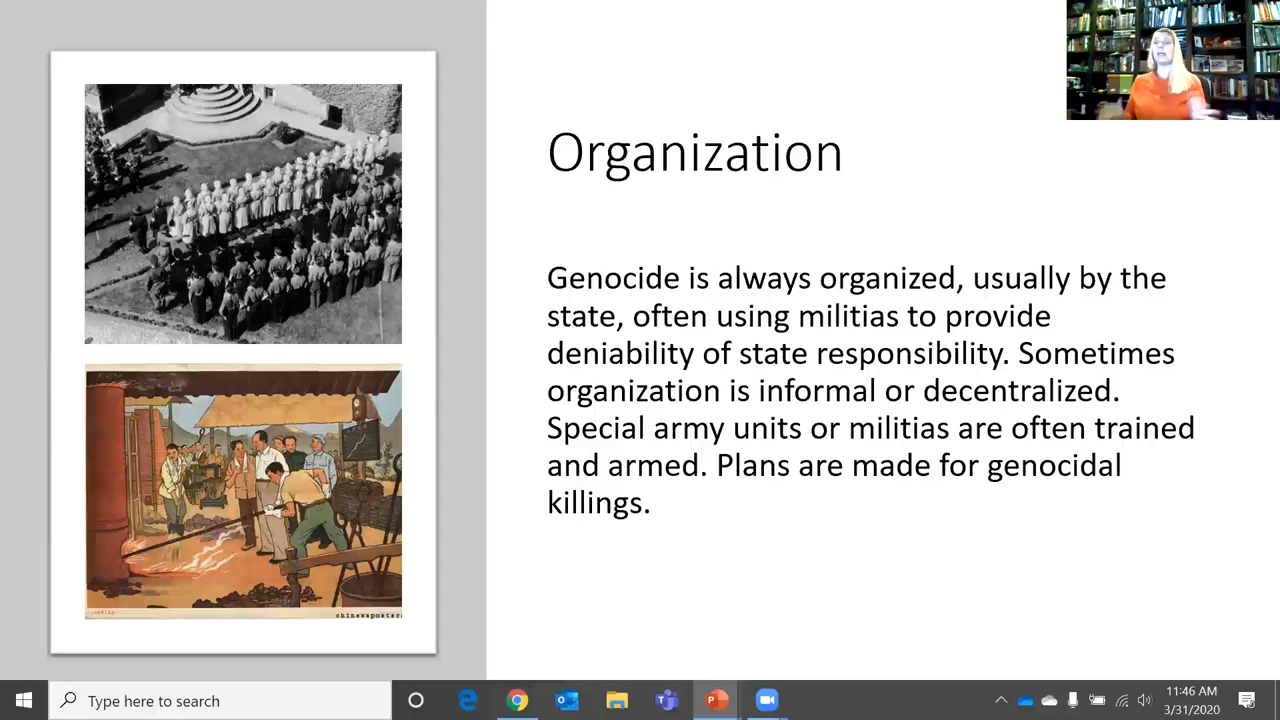 Organization
Genocide is always organized, usually by the
state, often using militias to provide
deniability of state responsibility. Sometimes
organization is informal or decentralized.
Special army units or militias are often trained
and armed. Plans are made for genocidal
killings.
chineseposter
Type here to search
11:46 AM
3/31/2020